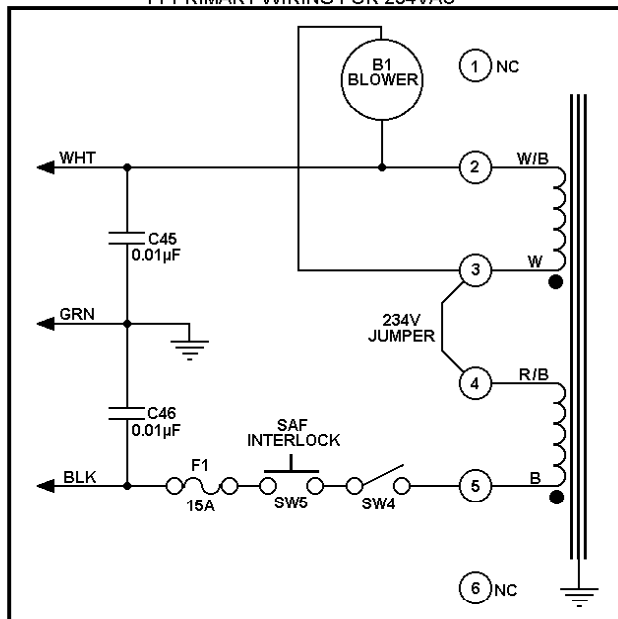 B1
BLOWER
1 NC
WHT
2
W/B
C45
0.01µF
3
W
GRN
234V
JUMPER
4
R/B
C46
0.01µF
SAF
INTERLOCK
BLK
F1
15A
SW5
SW4
5
B
6 NC